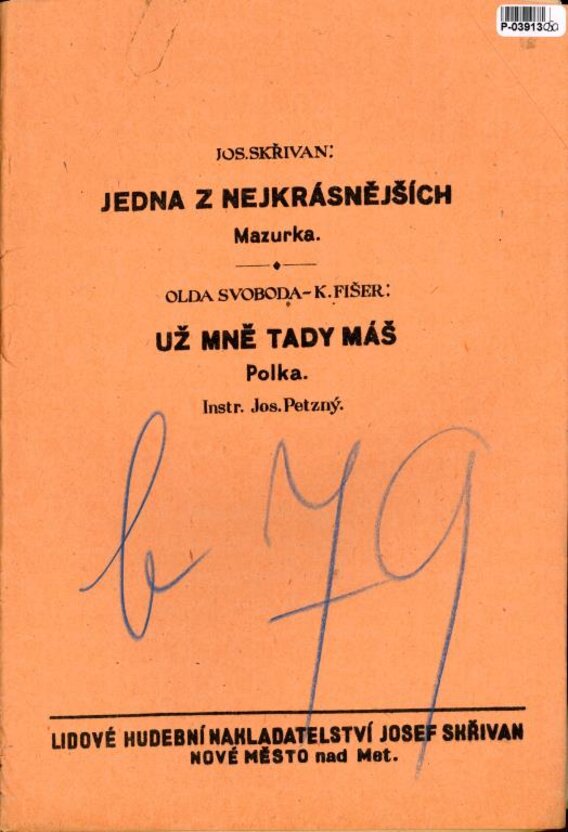 P-03913
JOS. SKŘIVAN:
JEDNA Z NEJKRÁSNĚJŠÍCH
Mazurka.
OLDA SVOBODA - K. FIŠER:
UŽ MNĚ TADY MÁŠ
Polka.
Instr. Jos. Petzný.
b 79
LIDOVÉ HUDEBNÍ NAKLADATELSTVÍ JOSEF SKŘIVAN
NOVÉ MĚSTO nad Met.